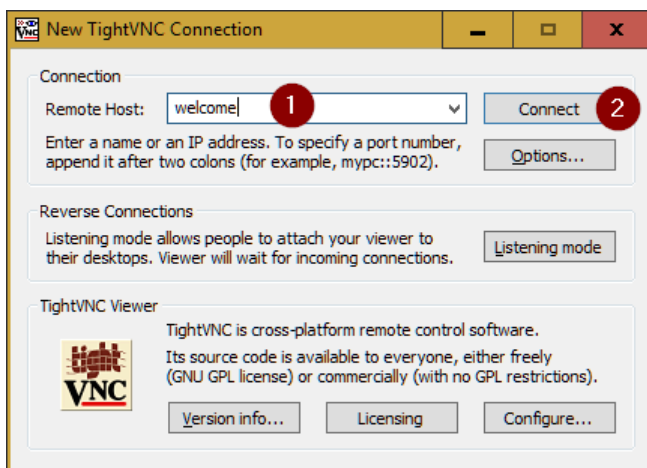 New TightVNC Connection
Connection
Remote Host: welcome 1 Connect 2
Enter a name or an IP address. To specify a port number,
append it after two colons (for example, mypc::5902).
Options...
Reverse Connections
Listening mode allows people to attach your viewer to
their desktops. Viewer will wait for incoming connections.
Listening mode
TightVNC Viewer
tight
VNC
TightVNC is cross-platform remote control software.
Its source code is available to everyone, either freely
(GNU GPL license) or commercially (with no GPL restrictions).
Version info... Licensing Configure...